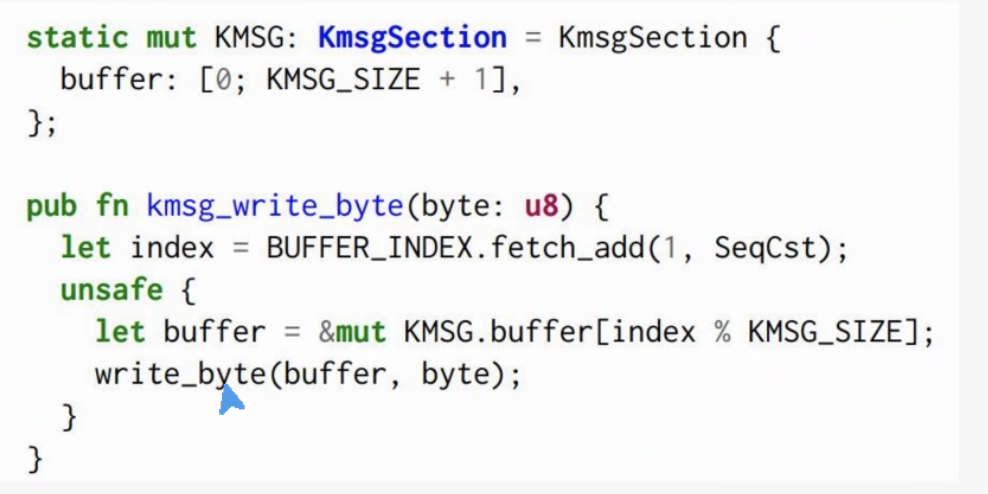 static mut KMSG: KmsgSection = KmsgSection {
  buffer: [0; KMSG_SIZE + 1],
};

pub fn kmsg_write_byte(byte: u8) {
  let index = BUFFER_INDEX.fetch_add(1, SeqCst);
  unsafe {
    let buffer = &mut KMSG.buffer[index % KMSG_SIZE];
    write_byte(buffer, byte);
  }
}